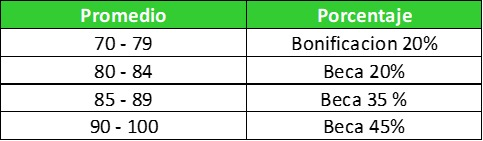 Promedio Porcentaje
70 - 79 Bonificacion 20%
80 - 84 Beca 20%
85 - 89 Beca 35 %
90 - 100 Beca 45%